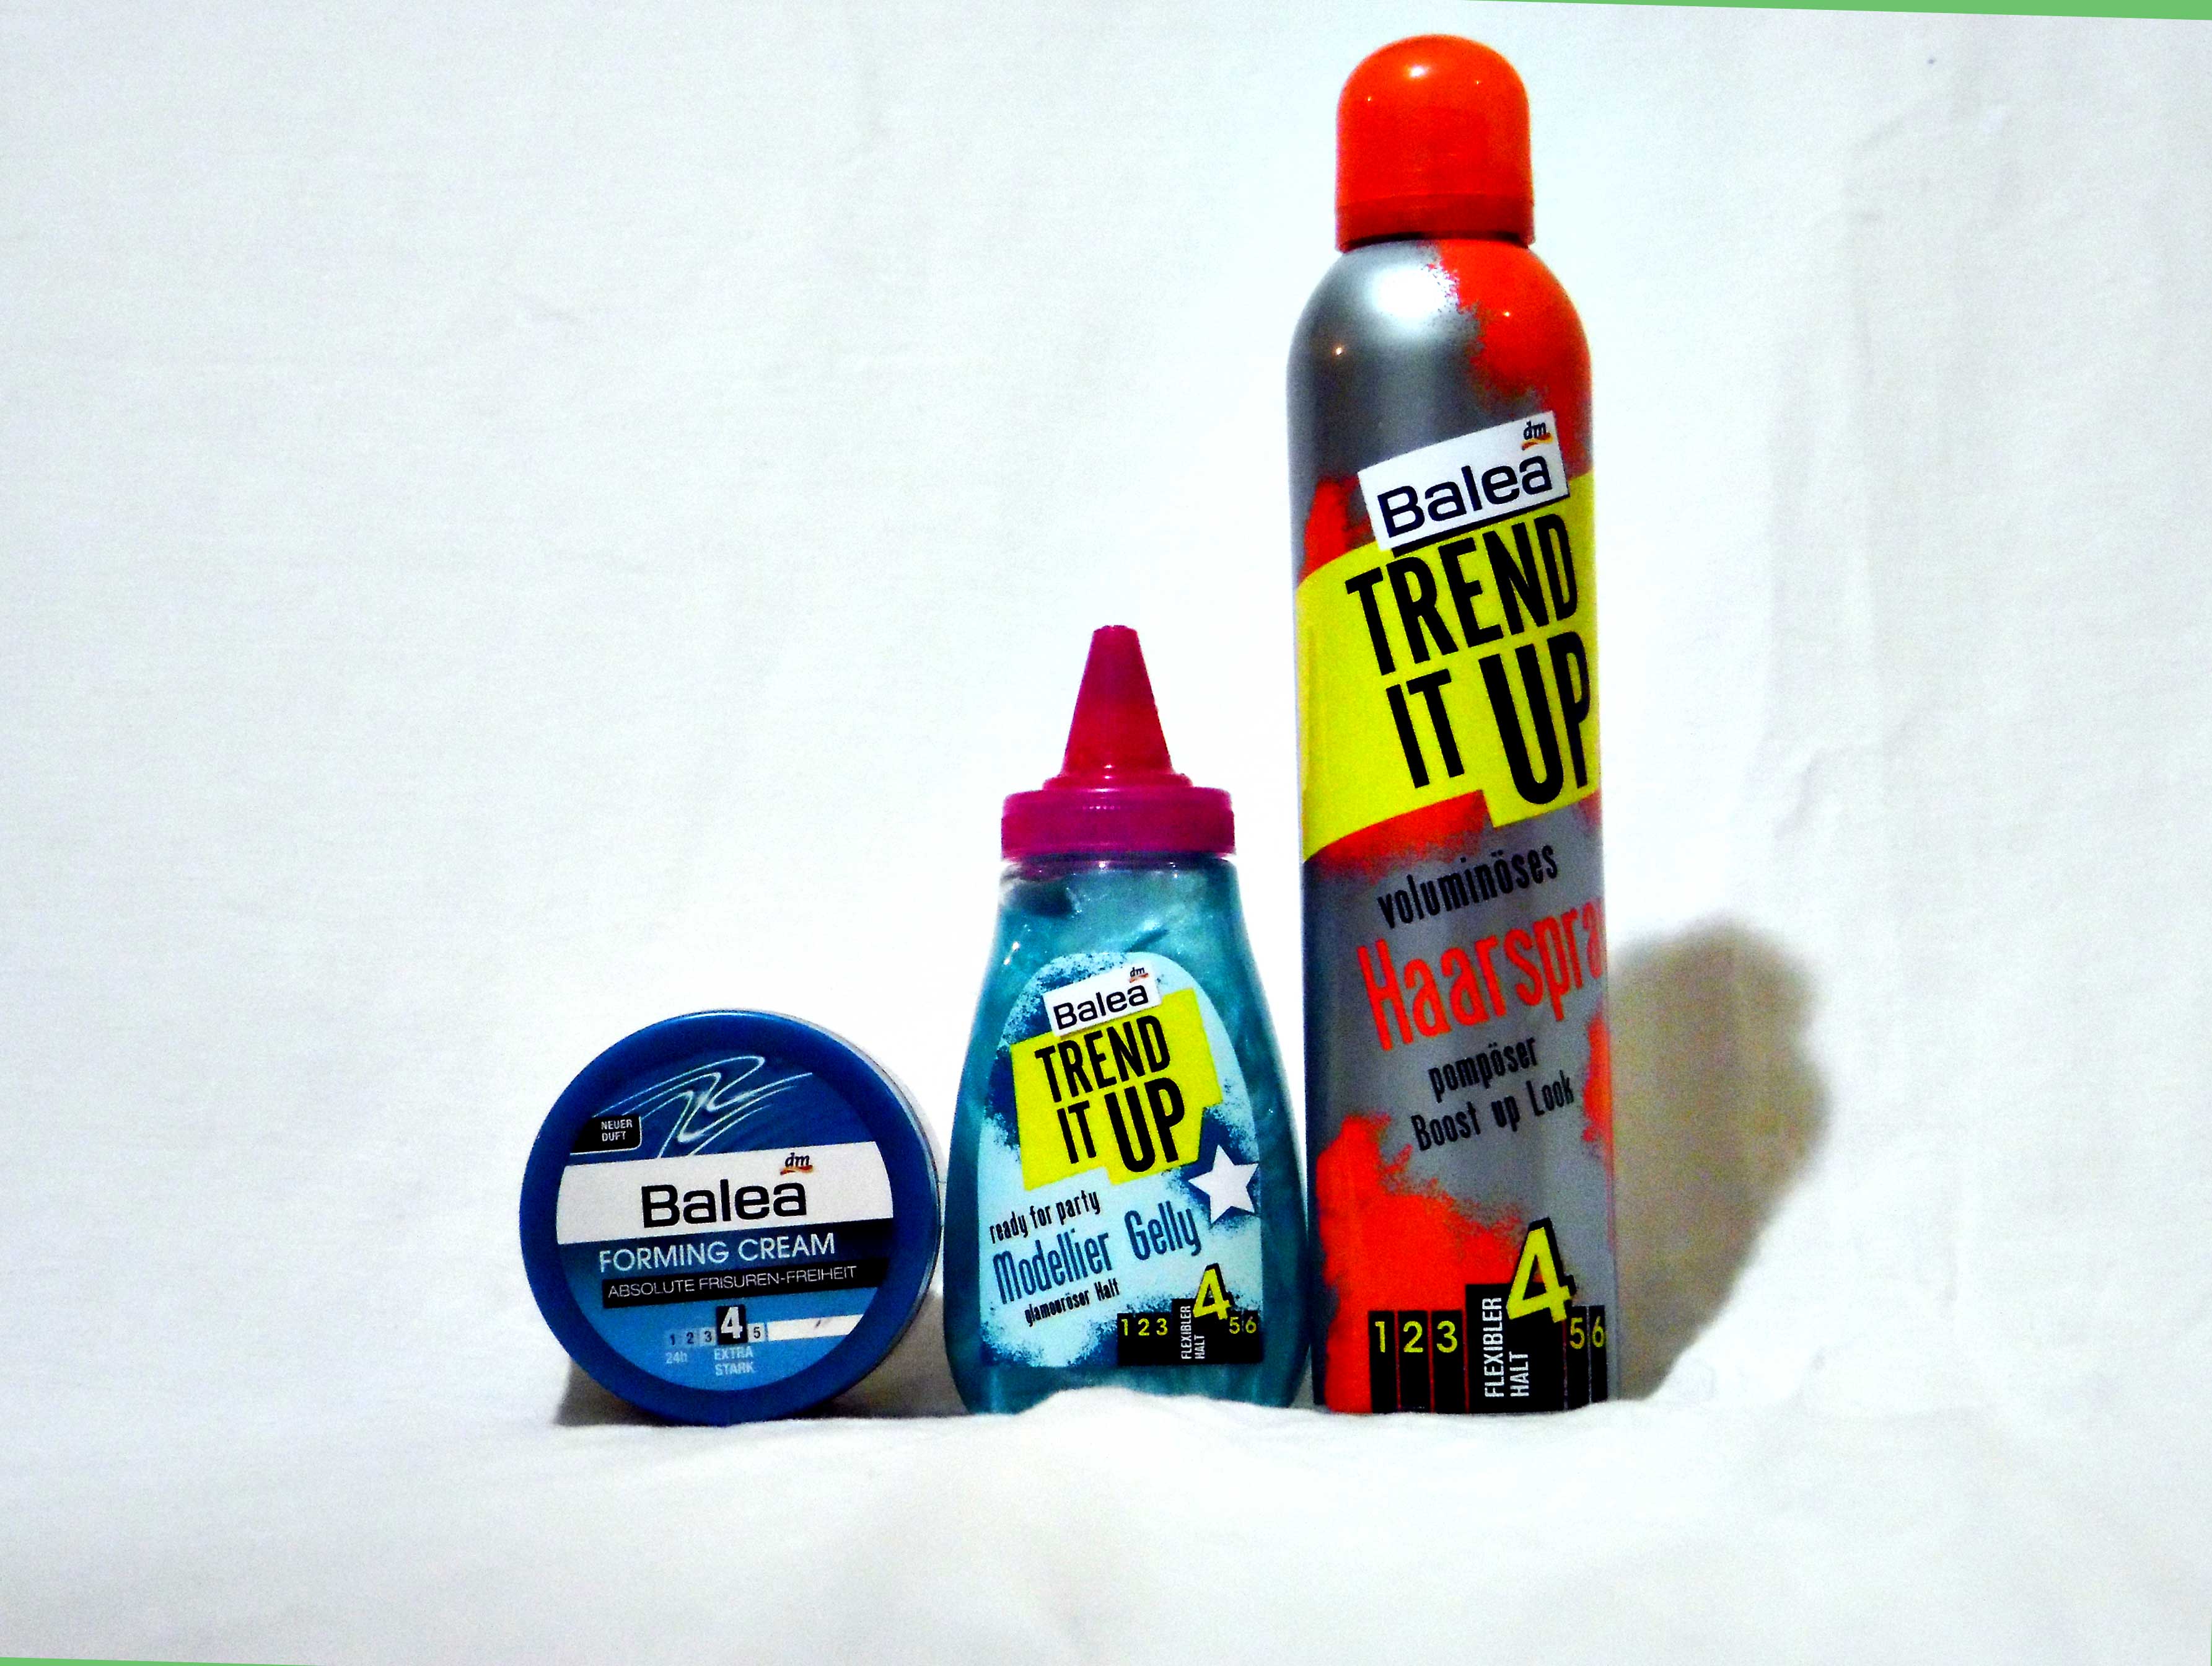 NEUER
DUFT
dm
Balea
FORMING CREAM
ABSOLUTE FRISUREN-FREIHEIT
1 2 3 4 5
24h EXTRA
STARK
dm
Balea
TREND
IT UP
ready for party
Modellier Gelly
glamouröser Halt
1 2 3 FLEXIBLER HALT 4 5 6
dm
Balea
TREND
IT UP
voluminöses
Haarspra
pompöser
Boost up Look
1 2 3 FLEXIBLER HALT 4 5 6